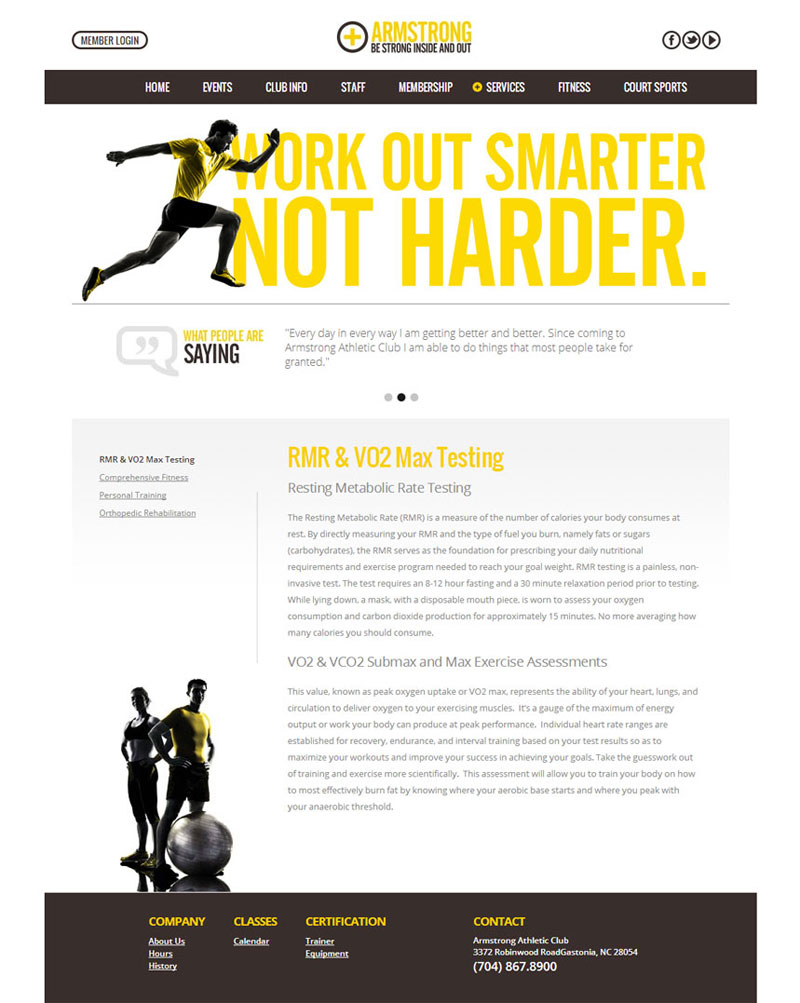 MEMBER LOGIN
ARMSTRONG
BE STRONG INSIDE AND OUT
HOME EVENTS CLUB INFO STAFF MEMBERSHIP SERVICES FITNESS COURT SPORTS
WORK OUT SMARTER
NOT HARDER.
WHAT PEOPLE ARE
SAYING
"Every day in every way I am getting better and better. Since coming to
Armstrong Athletic Club I am able to do things that most people take for
granted."
RMR & VO2 Max Testing
Comprehensive Fitness
Personal Training
Orthopedic Rehabilitation
RMR & VO2 Max Testing
Resting Metabolic Rate Testing
The Resting Metabolic Rate (RMR) is a measure of the number of calories your body consumes at
rest. By directly measuring your RMR and the type of fuel you burn, namely fats or sugars
(carbohydrates), the RMR serves as the foundation for prescribing your daily nutritional
requirements and exercise program needed to reach your goal weight. RMR testing is a painless, non-
invasive test. The test requires an 8-12 hour fasting and a 30 minute relaxation period prior to testing.
While lying down, a mask, with a disposable mouth piece, is worn to assess your oxygen
consumption and carbon dioxide production for approximately 15 minutes. No more averaging how
many calories you should consume.
VO2 & VCO2 Submax and Max Exercise Assessments
This value, known as peak oxygen uptake or VO2 max, represents the ability of your heart, lungs, and
circulation to deliver oxygen to your exercising muscles. It's a gauge of the maximum of energy
output or work your body can produce at peak performance. Individual heart rate ranges are
established for recovery, endurance, and interval training based on your test results so as to
maximize your workouts and improve your success in achieving your goals. Take the guesswork out
of training and exercise more scientifically. This assessment will allow you to train your body on how
to most effectively burn fat by knowing where your aerobic base starts and where you peak with
your anaerobic threshold.
COMPANY
About Us
Hours
History
CLASSES
Calendar
CERTIFICATION
Trainer
Equipment
CONTACT
Armstrong Athletic Club
3372 Robinwood RoadGastonia, NC 28054
(704) 867.8900